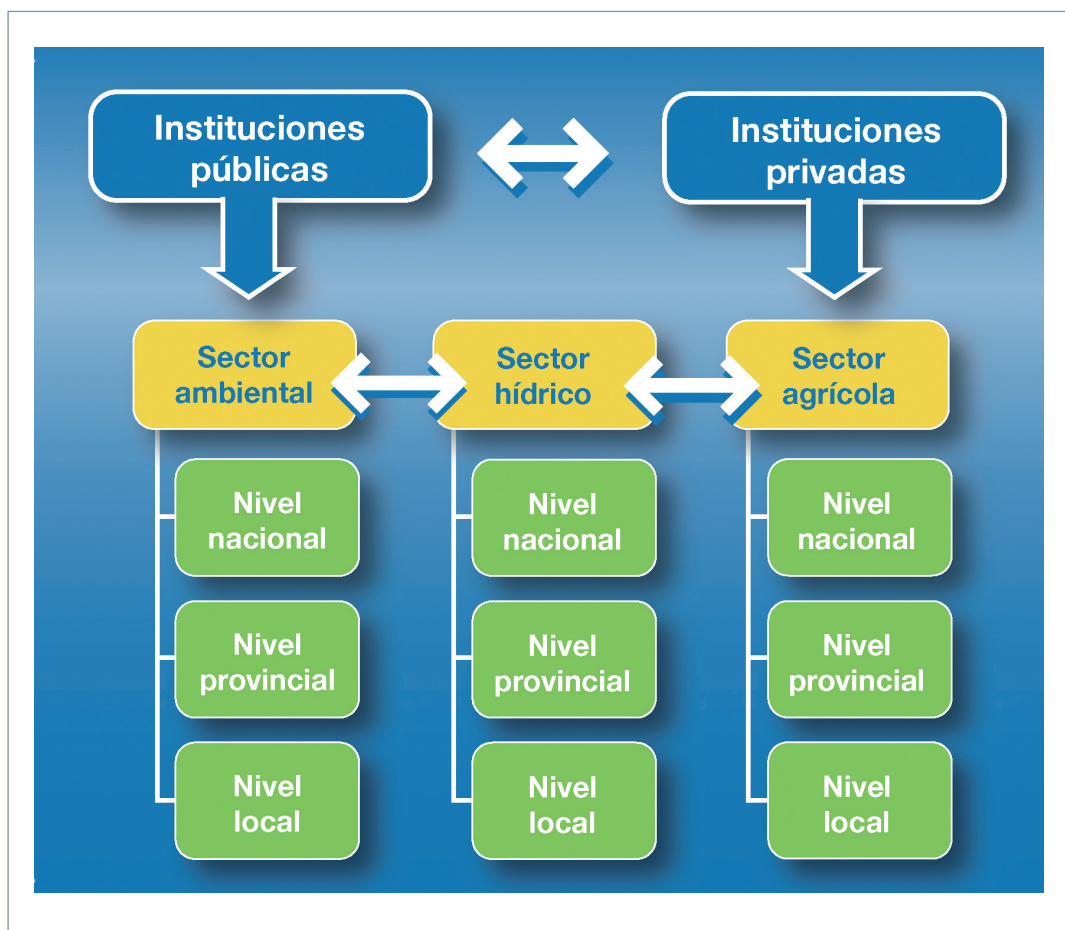 Instituciones
públicas
Instituciones
privadas
Sector
ambiental
Sector
hídrico
Sector
agrícola
Nivel
nacional
Nivel
nacional
Nivel
nacional
Nivel
provincial
Nivel
provincial
Nivel
provincial
Nivel
local
Nivel
local
Nivel
local